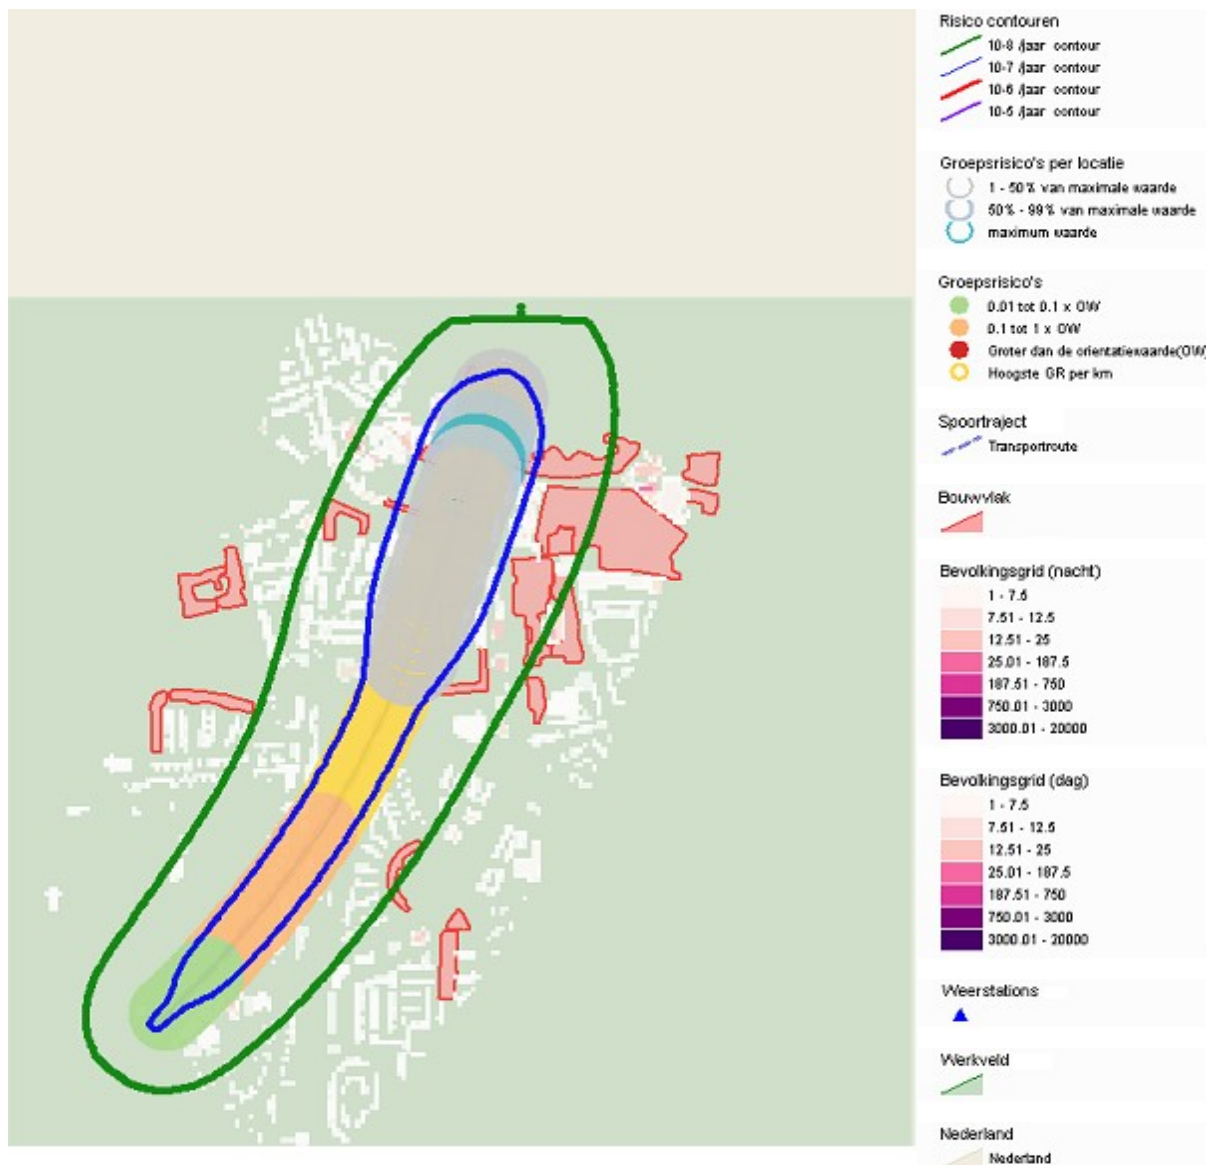 Risico contouren
10-8 /jaar contour
10-7 /jaar contour
10-6 /jaar contour
10-5 /jaar contour
Groepsrisico's per locatie
1 - 50% van maximale waarde
50% - 99% van maximale waarde
maximum waarde
Groepsrisico's
0.01 tot 0.1 x OW
0.1 tot 1 x OW
Groter dan de orientatiewaarde(OW)
Hoogste GR per km
Spoortraject
Transportroute
Bouwvlak
Bevolkingsgrid (nacht)
1 - 7.5
7.51 - 12.5
12.51 - 25
25.01 - 187.5
187.51 - 750
750.01 - 3000
3000.01 - 20000
Bevolkingsgrid (dag)
1 - 7.5
7.51 - 12.5
12.51 - 25
25.01 - 187.5
187.51 - 750
750.01 - 3000
3000.01 - 20000
Weerstations
Werkveld
Nederland
Nederland